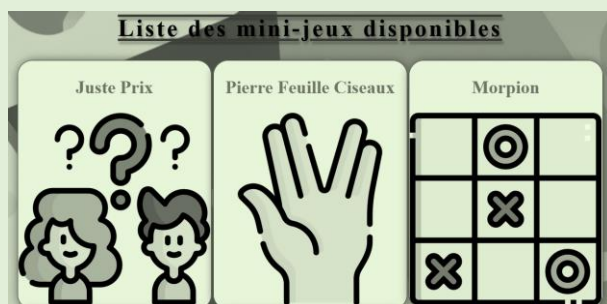 Liste des mini-jeux disponibles
Juste Prix
Pierre Feuille Ciseaux
Morpion